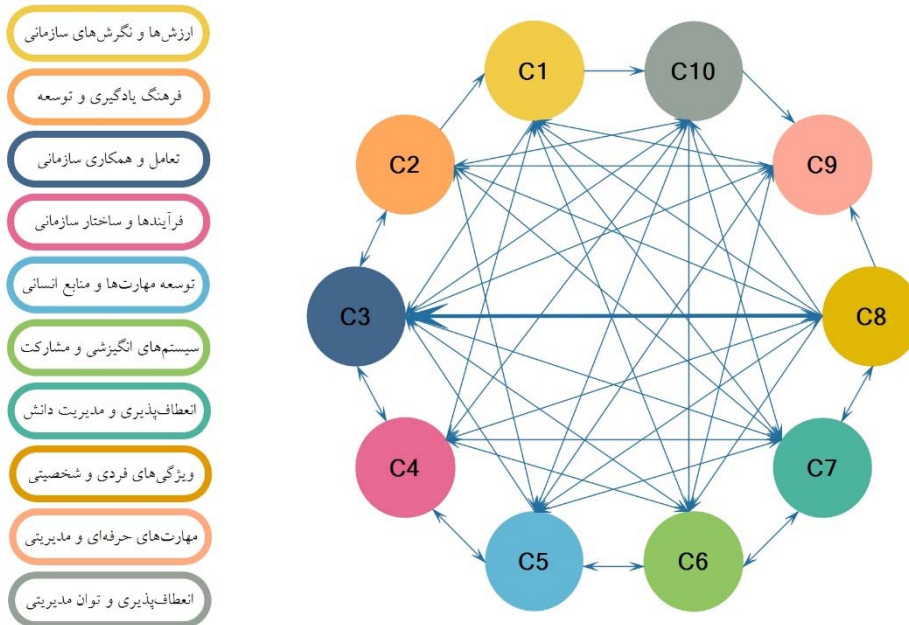 ارزش‌ها و نگرش‌های سازمانی
فرهنگ یادگیری و توسعه
تعامل و همکاری سازمانی
فرآیندها و ساختار سازمانی
توسعه مهارت‌ها و منابع انسانی
سیستم‌های انگیزشی و مشارکت
انعطاف‌پذیری و مدیریت دانش
ویژگی‌های فردی و شخصیتی
مهارت‌های حرفه‌ای و مدیریتی
انعطاف‌پذیری و توان مدیریتی
C1
C10
C2
C9
C3
C8
C4
C7
C5
C6